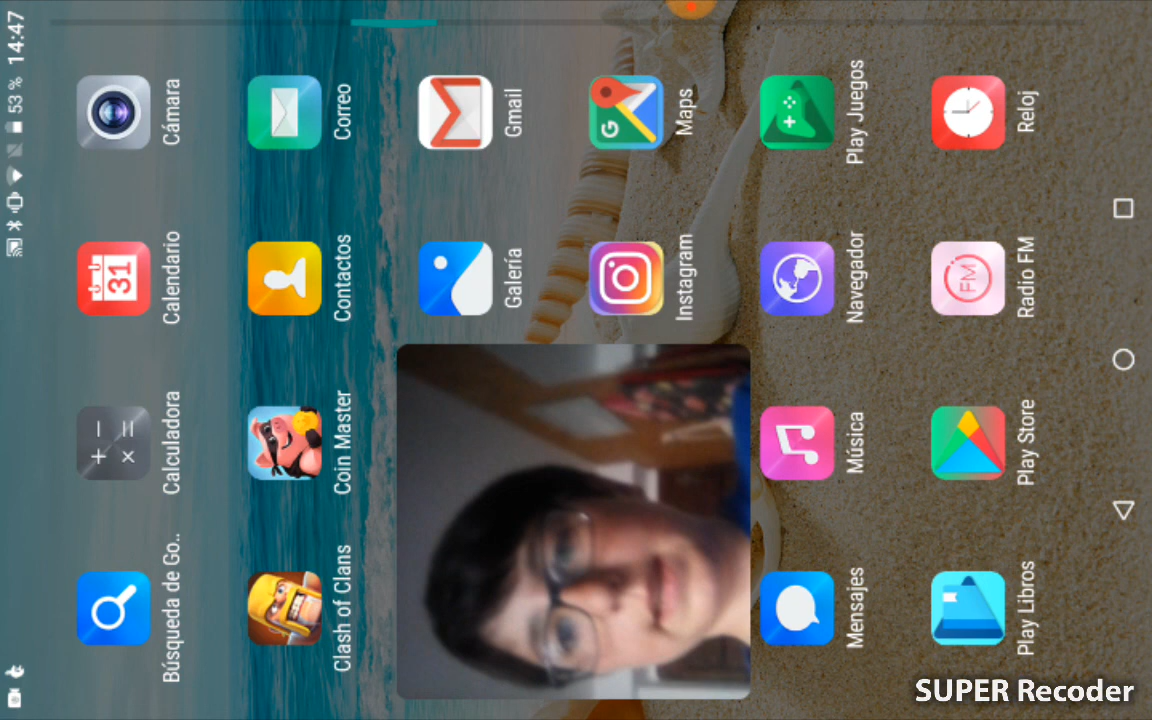 14:47
53 %
Búsqueda de Go..
Calculadora
Calendario
31
Cámara
Clash of Clans
Coin Master
Contactos
Correo
Galería
Gmail
Instagram
Maps
G
Mensajes
Música
Navegador
Play Juegos
Play Libros
Play Store
Radio FM
FM
Reloj
SUPER Recoder